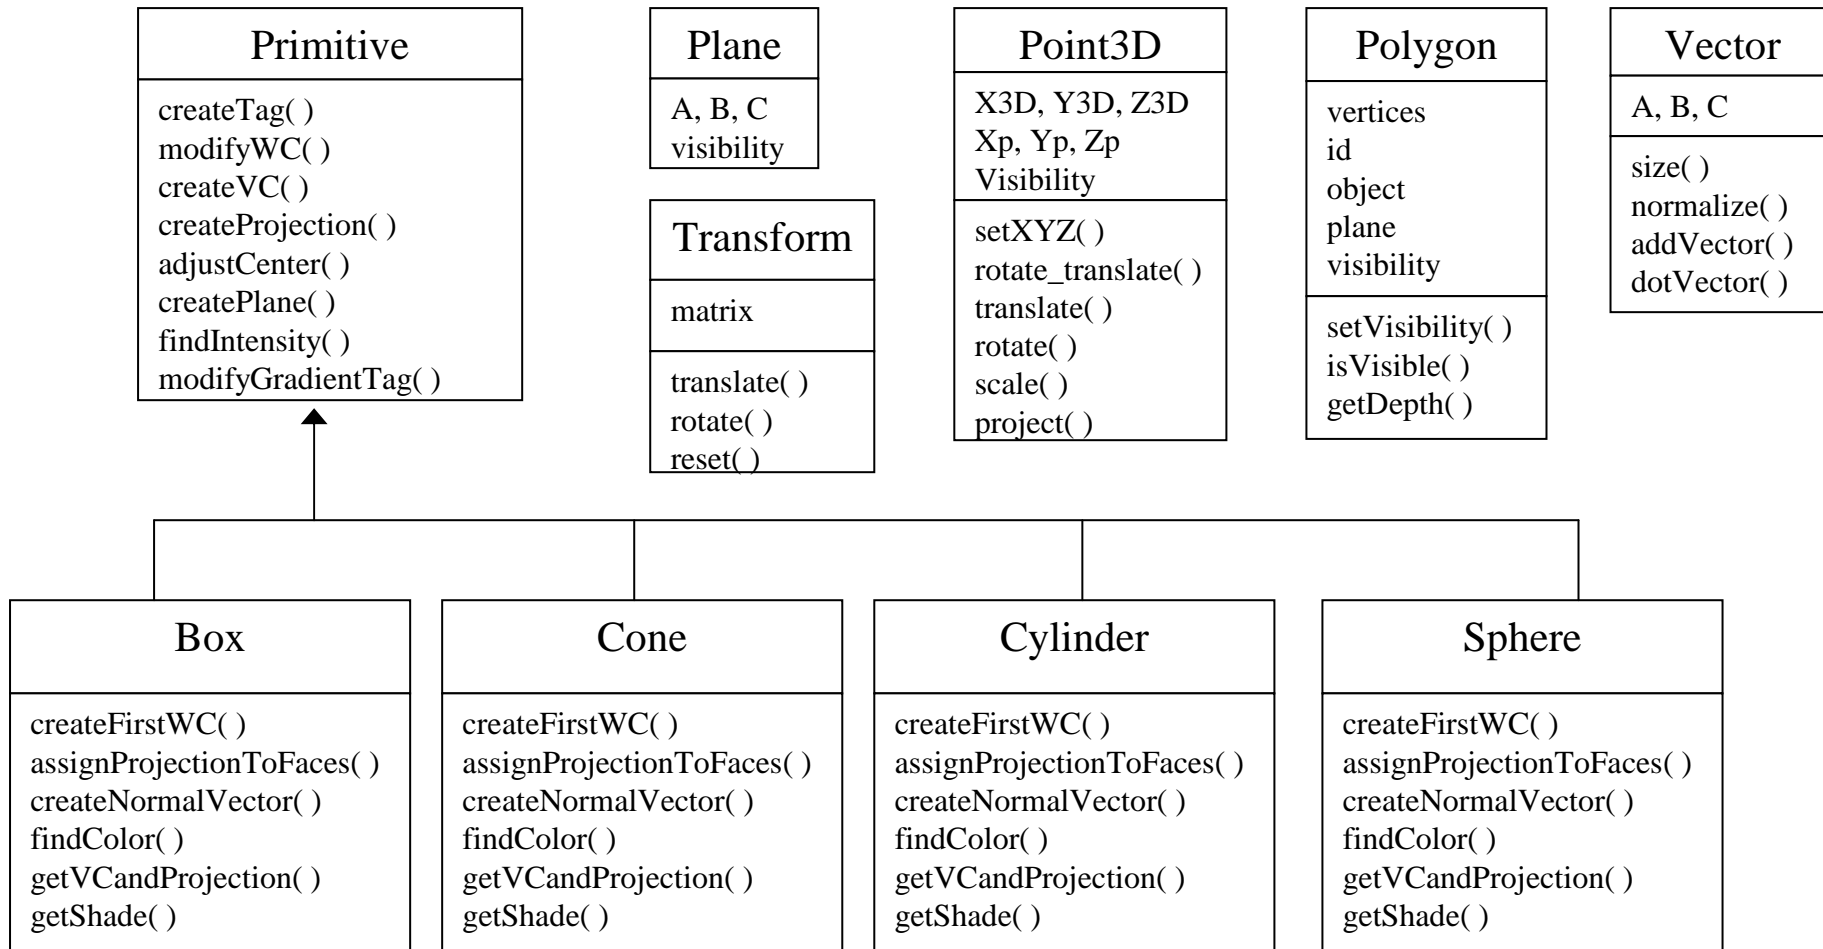 Primitive
createTag( )
modifyWC( )
createVC( )
createProjection( )
adjustCenter( )
createPlane( )
findIntensity( )
modifyGradientTag( )
Plane
A, B, C
visibility
Transform
matrix
translate( )
rotate( )
reset( )
Point3D
X3D, Y3D, Z3D
Xp, Yp, Zp
Visibility
setXYZ( )
rotate_translate( )
translate( )
rotate( )
scale( )
project( )
Polygon
vertices
id
object
plane
visibility
setVisibility( )
isVisible( )
getDepth( )
Vector
A, B, C
size( )
normalize( )
addVector( )
dotVector( )
Box
createFirstWC( )
assignProjectionToFaces( )
createNormalVector( )
findColor( )
getVCandProjection( )
getShade( )
Cone
createFirstWC( )
assignProjectionToFaces( )
createNormalVector( )
findColor( )
getVCandProjection( )
getShade( )
Cylinder
createFirstWC( )
assignProjectionToFaces( )
createNormalVector( )
findColor( )
getVCandProjection( )
getShade( )
Sphere
createFirstWC( )
assignProjectionToFaces( )
createNormalVector( )
findColor( )
getVCandProjection( )
getShade( )